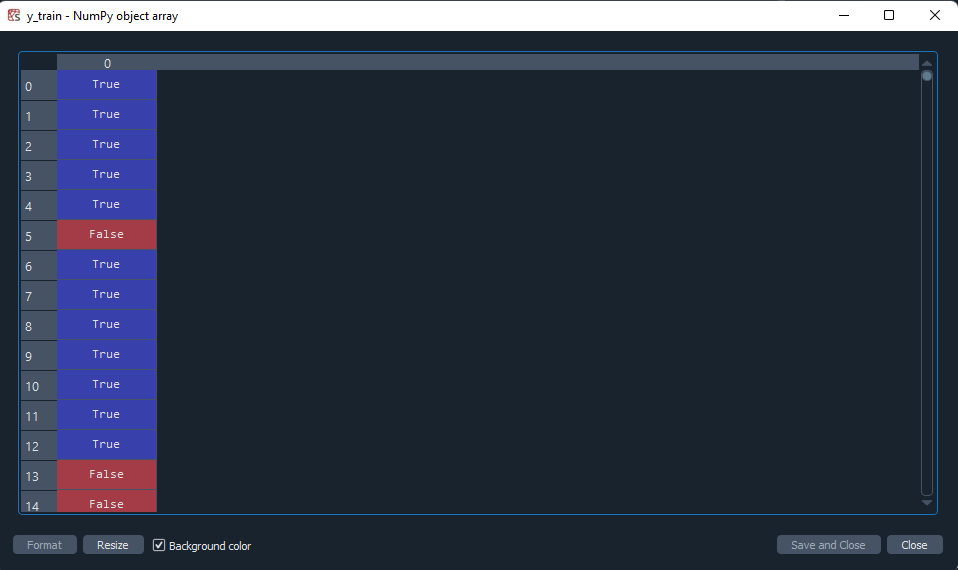 y_train - NumPy object array
0
0 True
1 True
2 True
3 True
4 True
5 False
6 True
7 True
8 True
9 True
10 True
11 True
12 True
13 False
14 False
Format Resize Background color Save and Close Close